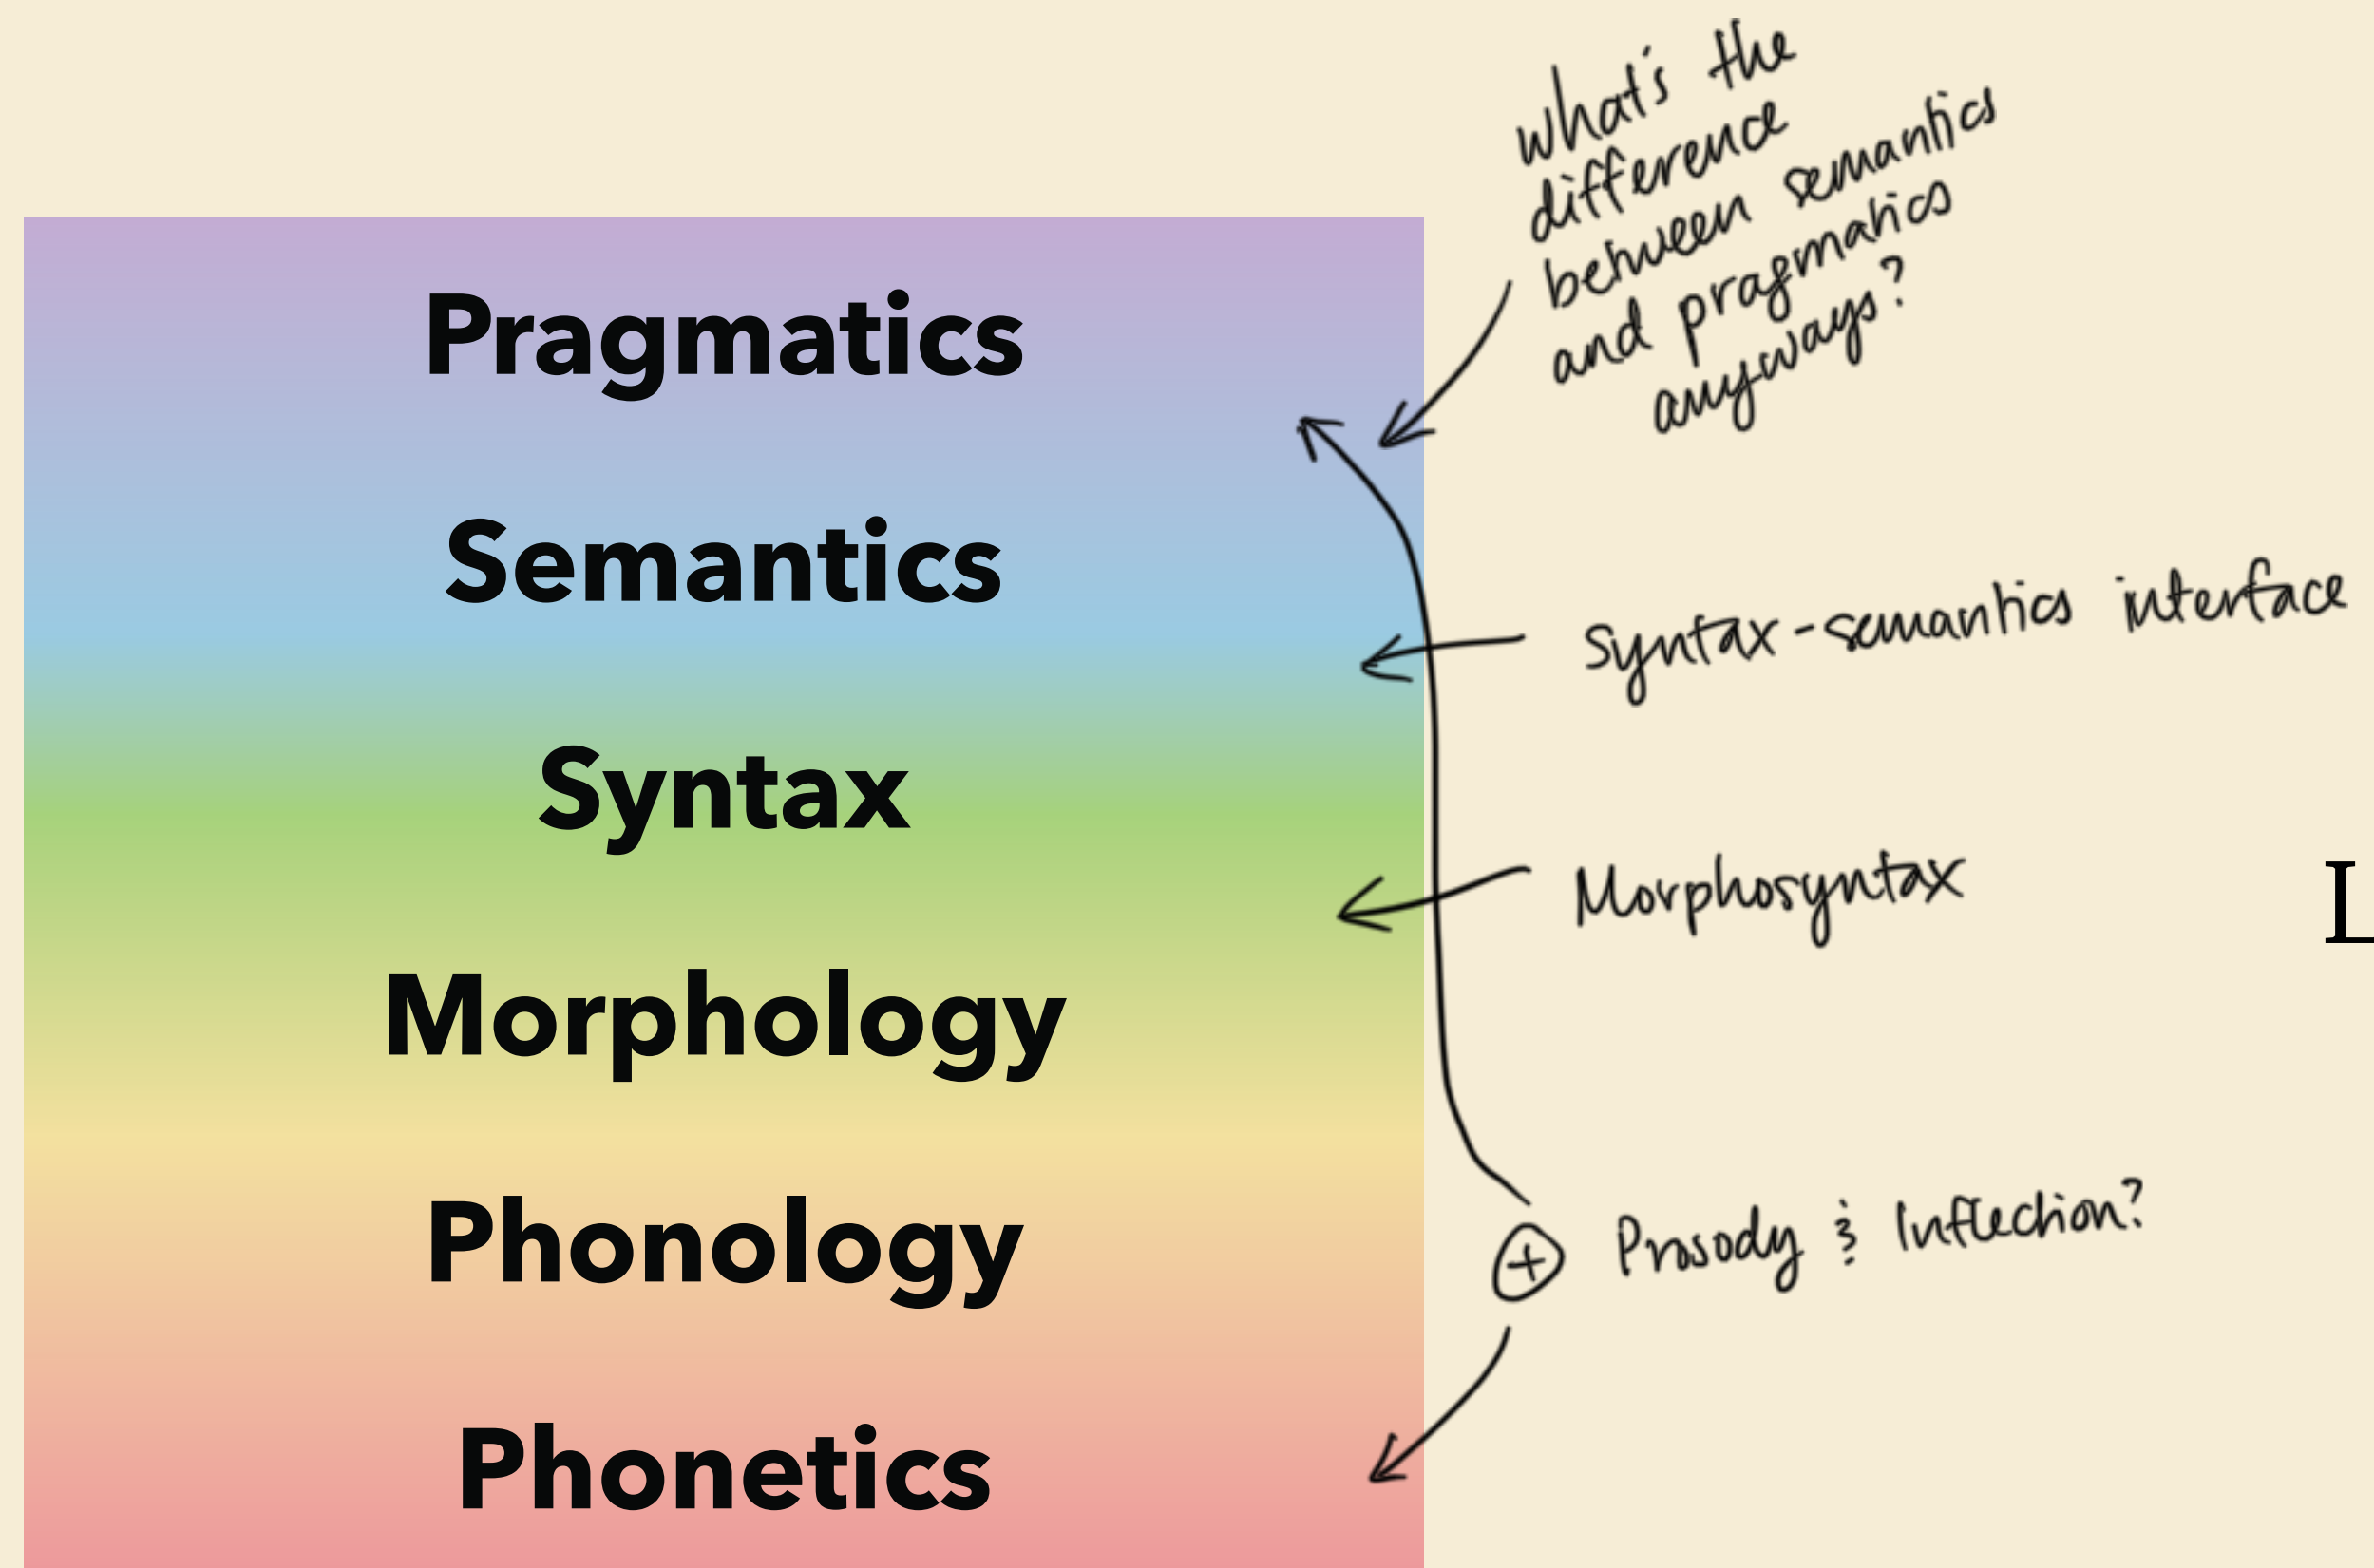 what's the
difference
between semantics
and pragmatics
anyways?
Pragmatics
Semantics
syntax-semantics interface
Syntax
Morphosyntax
L
Morphology
Prosody & Inflection?
+
Phonology
Phonetics